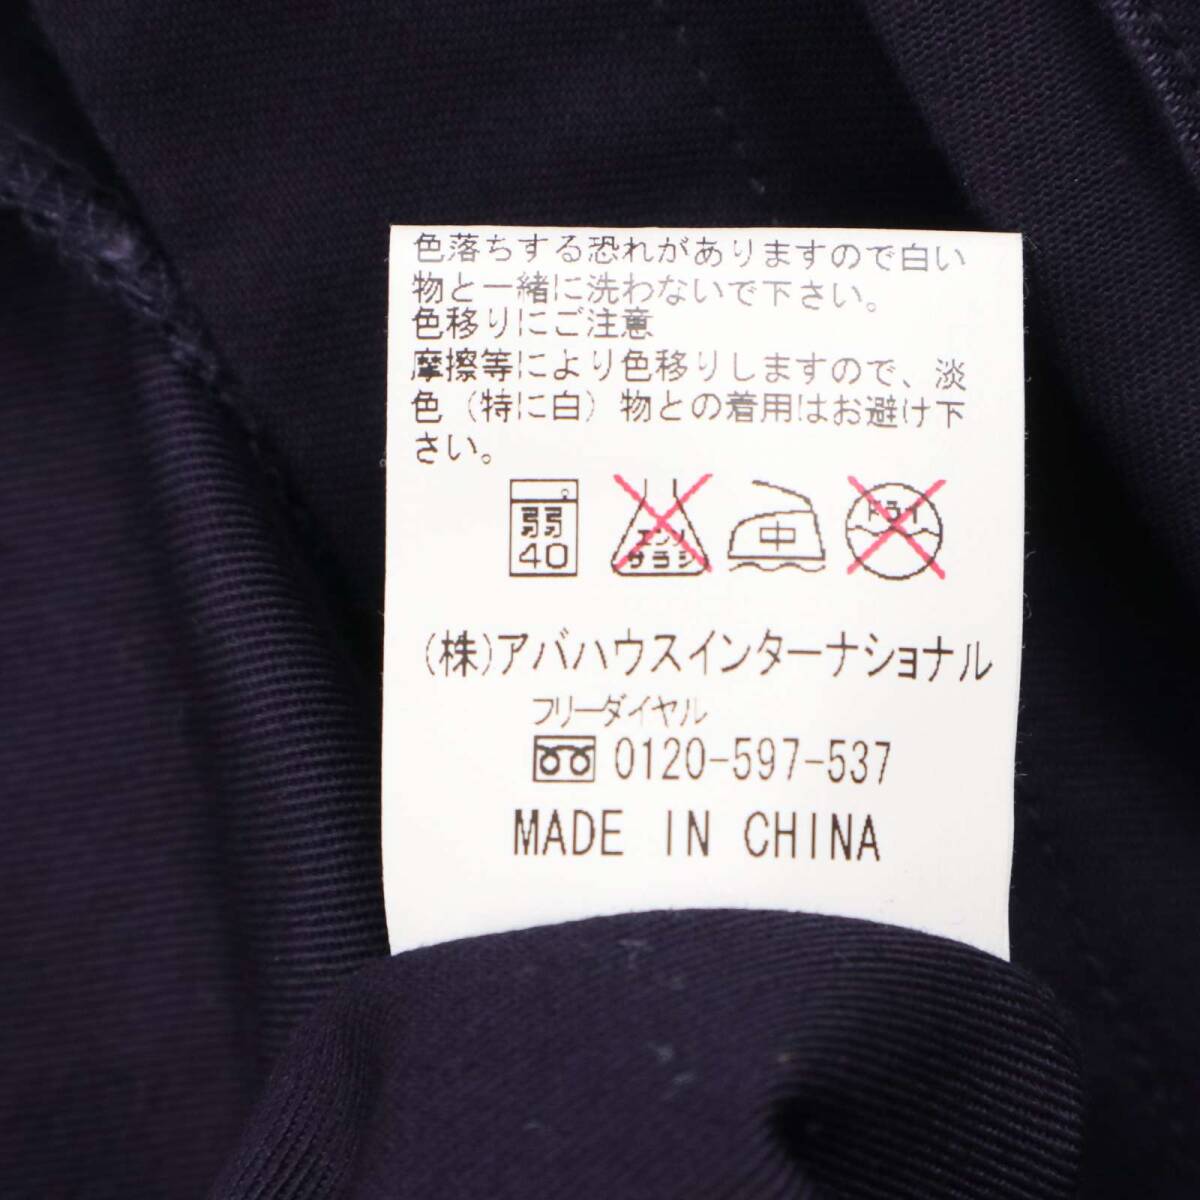 色落ちする恐れがありますので白い
物と一緒に洗わないで下さい。
色移りにご注意
摩擦等により色移りしますので、淡
色（特に白）物との着用はお避け下
さい。
弱 40
エンソ サラシ
中
ドライ
(株)アバハウスインターナショナル
フリーダイヤル
0120-597-537
MADE IN CHINA